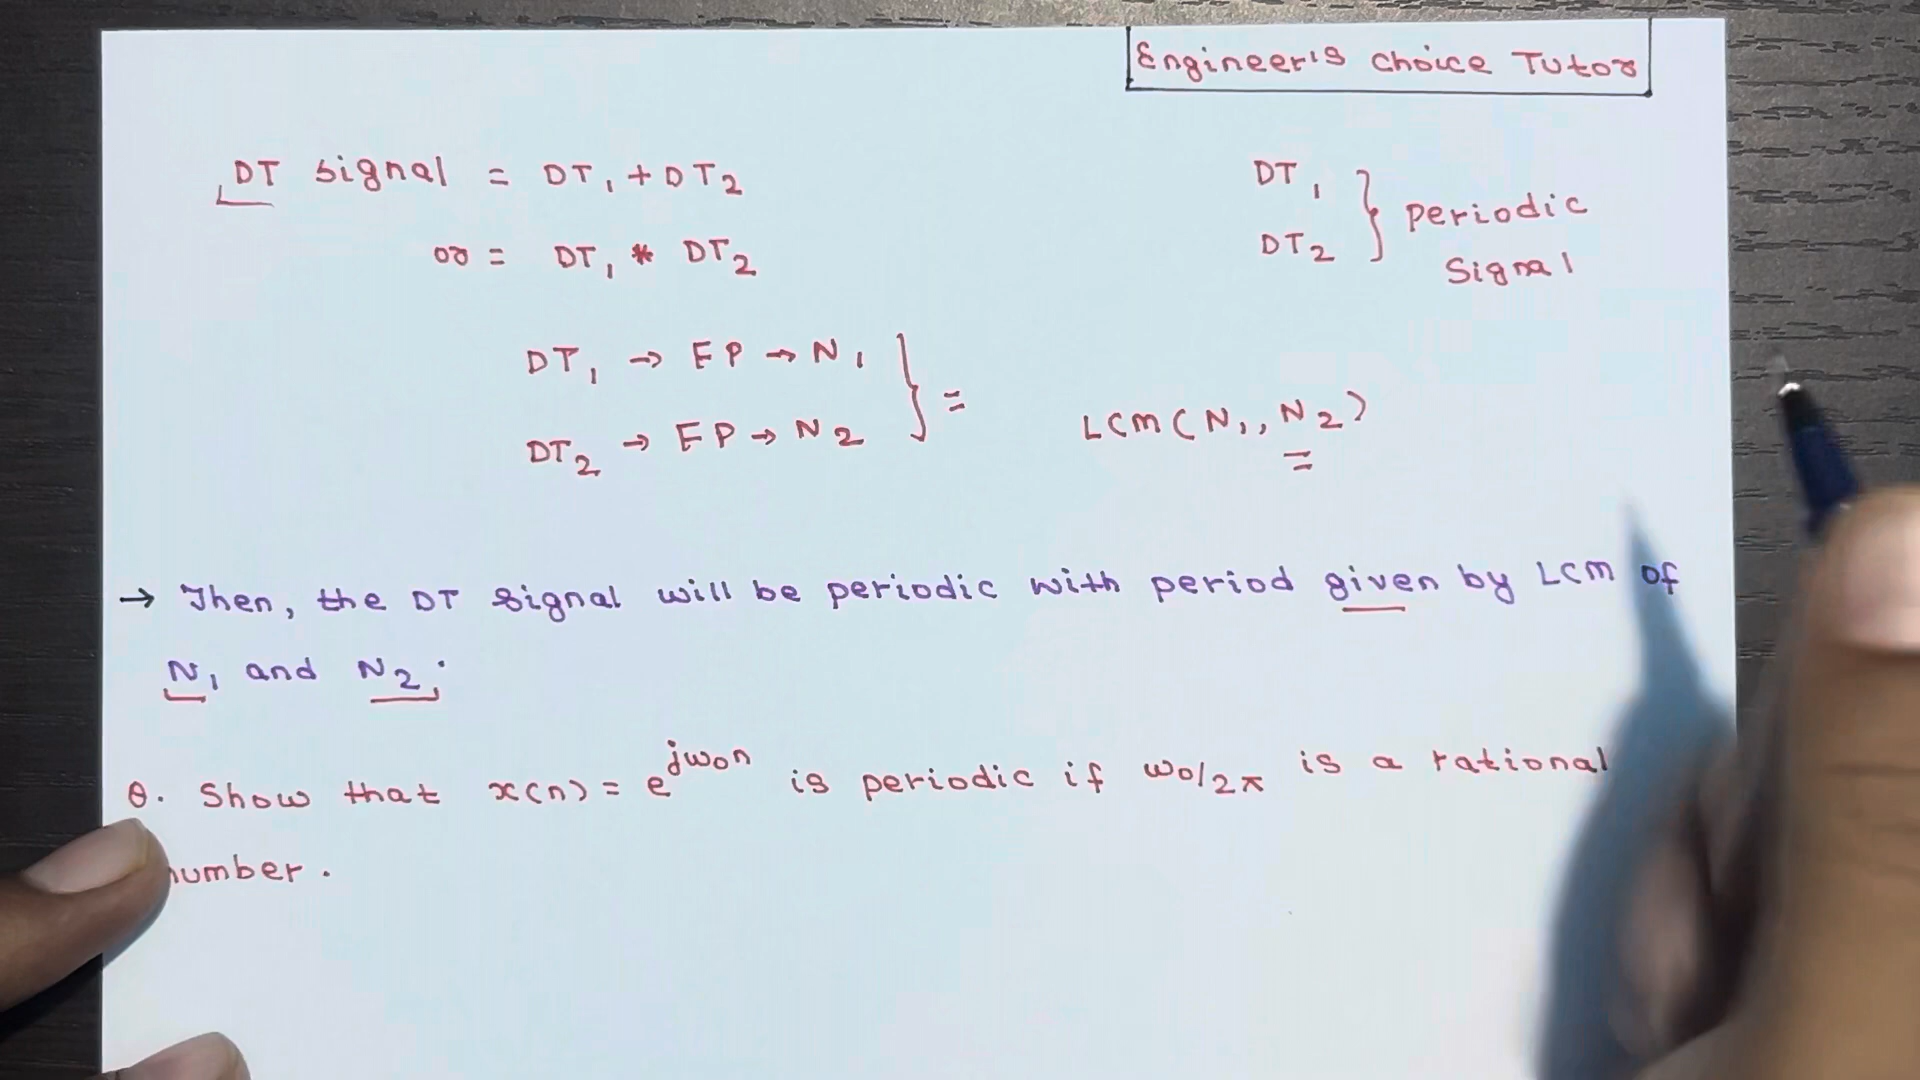 Engineer's choice Tutor
DT signal = DT1 + DT2
or = DT1 * DT2
DT1
DT2 } periodic
Signal
DT1 → FP → N1
DT2 → FP → N2 } =
LCM(N1, N2)
→ Then, the DT signal will be periodic with period given by LCM of
N1 and N2.
Q. Show that x(n) = e^jω0n is periodic if ω0/2π is a rational
number.